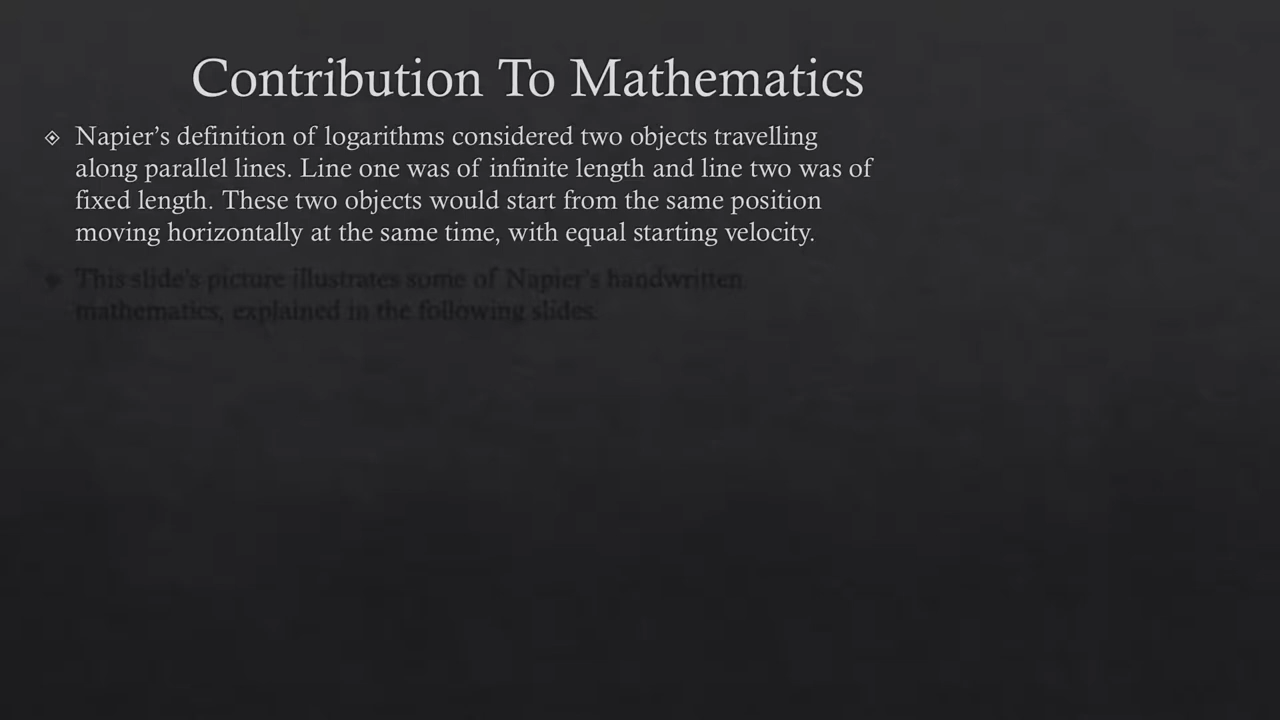 Contribution To Mathematics
Napier’s definition of logarithms considered two objects travelling
along parallel lines. Line one was of infinite length and line two was of
fixed length. These two objects would start from the same position
moving horizontally at the same time, with equal starting velocity.
This slide's picture illustrates some of Napier's handwritten
mathematics, explained in the following slides.